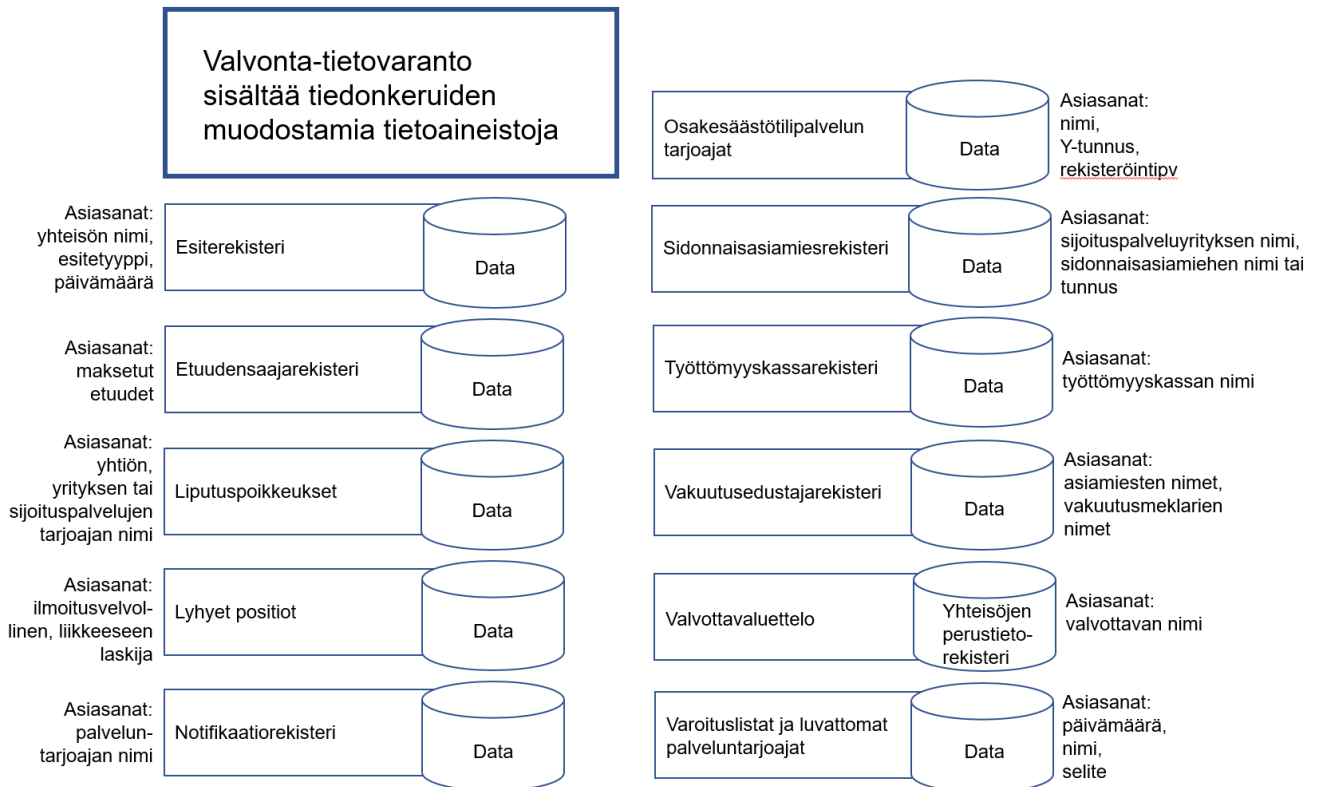 Valvonta-tietovaranto
sisältää tiedonkeruiden
muodostamia tietoaineistoja
Asiasanat:
yhteisön nimi,
esitetyyppi,
päivämäärä
Esiterekisteri
Data
Asiasanat:
maksetut
etuudet
Etuudensaajarekisteri
Data
Asiasanat:
yhtiön,
yrityksen tai
sijoituspalvelujen
tarjoajan nimi
Liputuspoikkeukset
Data
Asiasanat:
ilmoitusvelvol-
linen, liikkeeseen
laskija
Lyhyet positiot
Data
Asiasanat:
palvelun-
tarjoajan nimi
Notifikaatiorekisteri
Data
Osakesäästötilipalvelun
tarjoajat
Data
Asiasanat:
nimi,
Y-tunnus,
rekisteröintipv
Sidonnaisasiamiesrekisteri
Data
Asiasanat:
sijoituspalveluyrityksen nimi,
sidonnaisasiamiehen nimi tai
tunnus
Työttömyyskassarekisteri
Data
Asiasanat:
työttömyyskassan nimi
Vakuutusedustajarekisteri
Data
Asiasanat:
asiamiesten nimet,
vakuutusmeklarien
nimet
Valvottavaluettelo
Yhteisöjen
perustieto-
rekisteri
Asiasanat:
valvottavan nimi
Varoituslistat ja luvattomat
palveluntarjoajat
Data
Asiasanat:
päivämäärä,
nimi,
selite